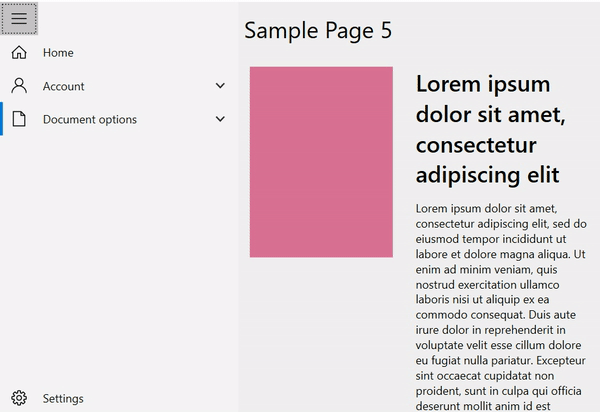 Home
Account
Document options
Settings
Sample Page 5
Lorem ipsum
dolor sit amet,
consectetur
adipiscing elit
Lorem ipsum dolor sit amet,
consectetur adipiscing elit, sed do
eiusmod tempor incididunt ut
labore et dolore magna aliqua. Ut
enim ad minim veniam, quis
nostrud exercitation ullamco
laboris nisi ut aliquip ex ea
commodo consequat. Duis aute
irure dolor in reprehenderit in
voluptate velit esse cillum dolore
eu fugiat nulla pariatur. Excepteur
sint occaecat cupidatat non
proident, sunt in culpa qui officia
deserunt mollit anim id est